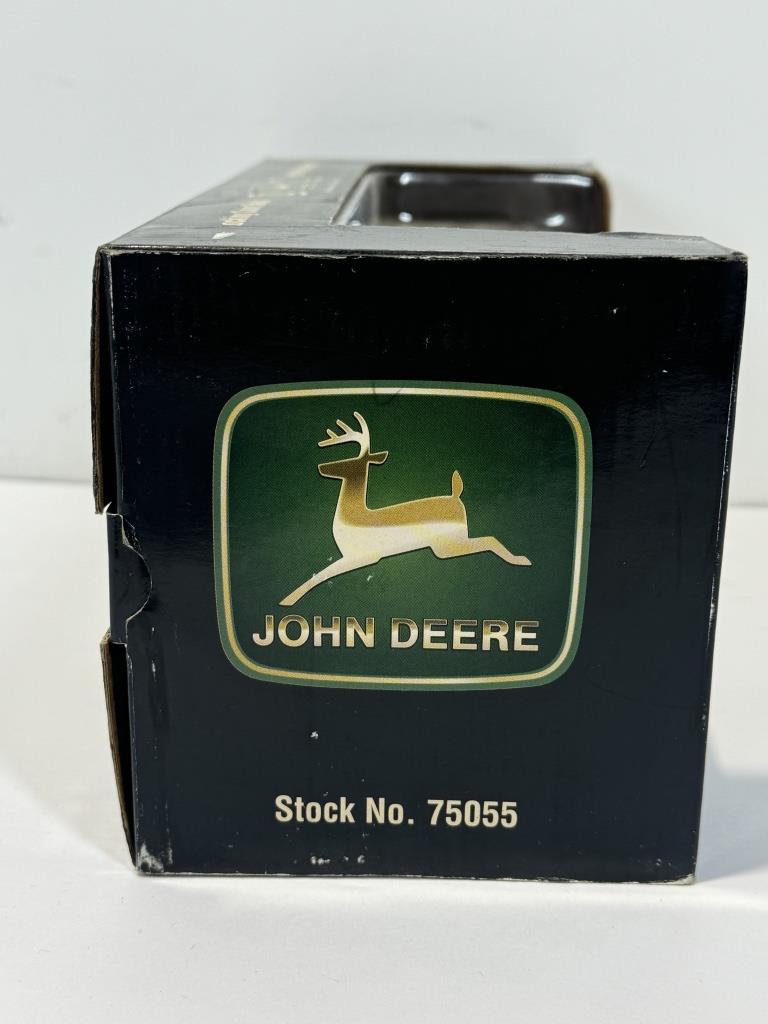 JOHN DEERE
Stock No. 75055